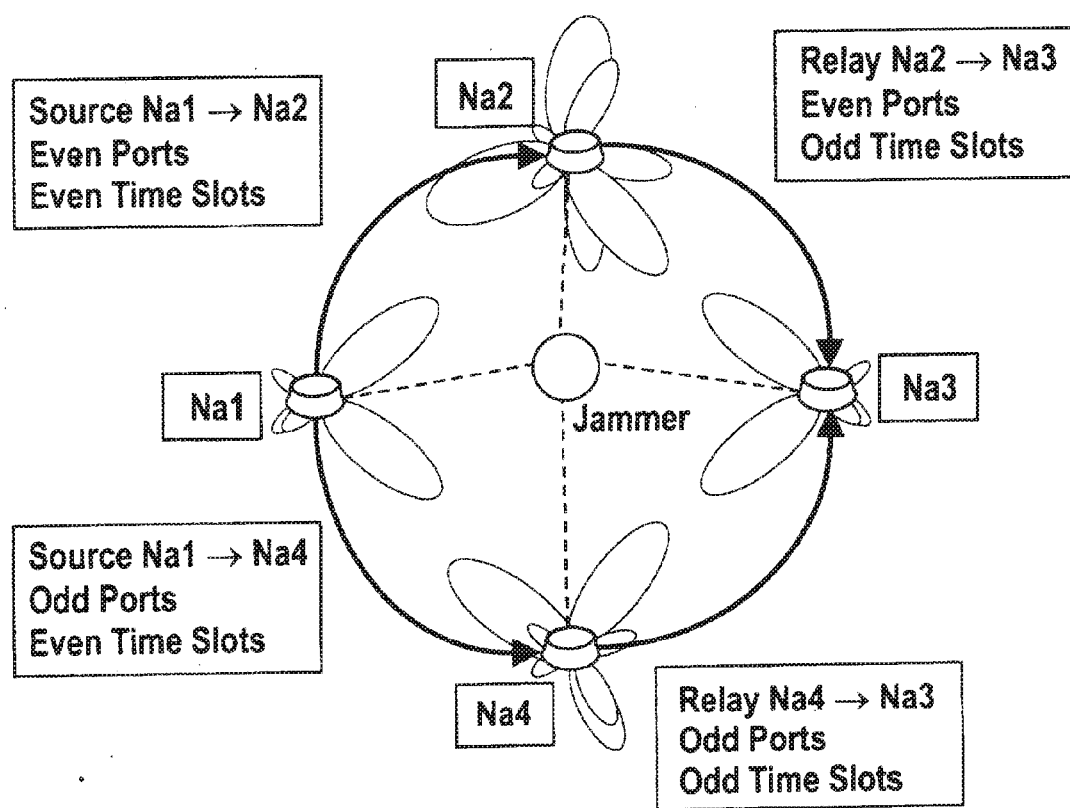 Source Na1 → Na2
Even Ports
Even Time Slots
Na2
Relay Na2 → Na3
Even Ports
Odd Time Slots
Na1
Jammer
Na3
Source Na1 → Na4
Odd Ports
Even Time Slots
Na4
Relay Na4 → Na3
Odd Ports
Odd Time Slots